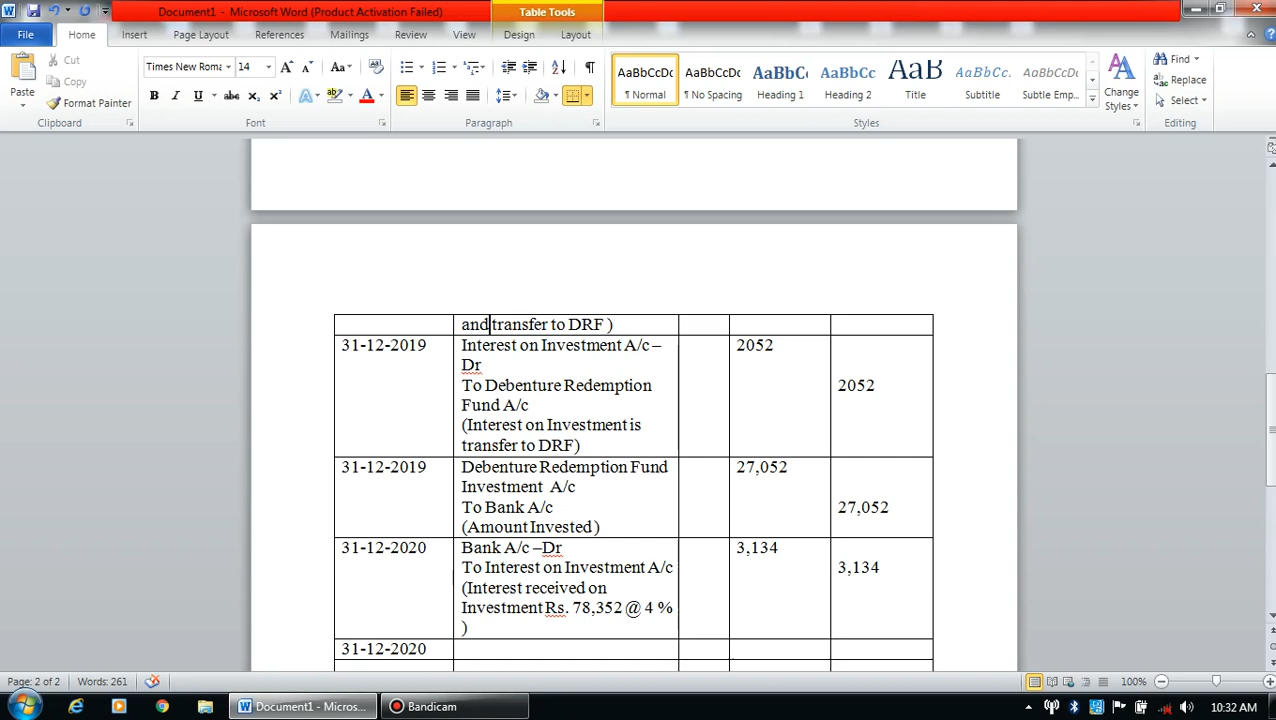 Document1 - Microsoft Word (Product Activation Failed)
Table Tools
File Home Insert Page Layout References Mailings Review View Design Layout
Paste
Cut
Copy
Format Painter
Clipboard
Times New Roma 14
Font
Paragraph
AaBbCcDc
¶ Normal
AaBbCcDc
¶ No Spacing
AaBbCc
Heading 1
AaBbCc
Heading 2
AaB
Title
AaBbCcI
Subtitle
AaBbCcDc
Subtle Emp...
Change
Styles
Styles
Find
Replace
Select
Editing
and transfer to DRF )
31-12-2019 Interest on Investment A/c – 2052
Dr
To Debenture Redemption 2052
Fund A/c
(Interest on Investment is
transfer to DRF)
31-12-2019 Debenture Redemption Fund 27,052
Investment A/c
To Bank A/c 27,052
(Amount Invested )
31-12-2020 Bank A/c –Dr 3,134
To Interest on Investment A/c 3,134
(Interest received on
Investment Rs. 78,352 @ 4 %
)
31-12-2020
Page: 2 of 2 Words: 261 100%
Document1 - Micros... Bandicam 10:32 AM